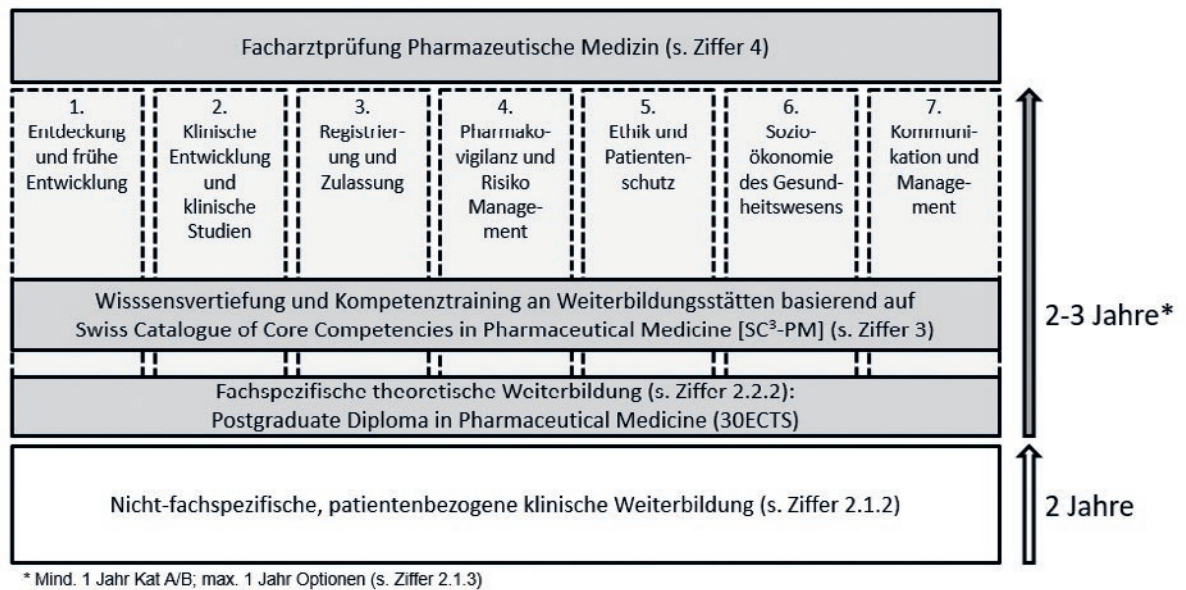 Facharztprüfung Pharmazeutische Medizin (s. Ziffer 4)
1.
Entdeckung
und frühe
Entwicklung
2.
Klinische
Entwicklung
und
klinische
Studien
3.
Registrier-
ung und
Zulassung
4.
Pharmako-
vigilanz und
Risiko
Manage-
ment
5.
Ethik und
Patienten-
schutz
6.
Sozio-
ökonomie
des Gesund-
heitswesens
7.
Kommuni-
kation und
Manage-
ment
Wisssensvertiefung und Kompetenztraining an Weiterbildungsstätten basierend auf
Swiss Catalogue of Core Competencies in Pharmaceutical Medicine [SC³-PM] (s. Ziffer 3)
2-3 Jahre*
Fachspezifische theoretische Weiterbildung (s. Ziffer 2.2.2):
Postgraduate Diploma in Pharmaceutical Medicine (30ECTS)
Nicht-fachspezifische, patientenbezogene klinische Weiterbildung (s. Ziffer 2.1.2)
2 Jahre
* Mind. 1 Jahr Kat A/B; max. 1 Jahr Optionen (s. Ziffer 2.1.3)